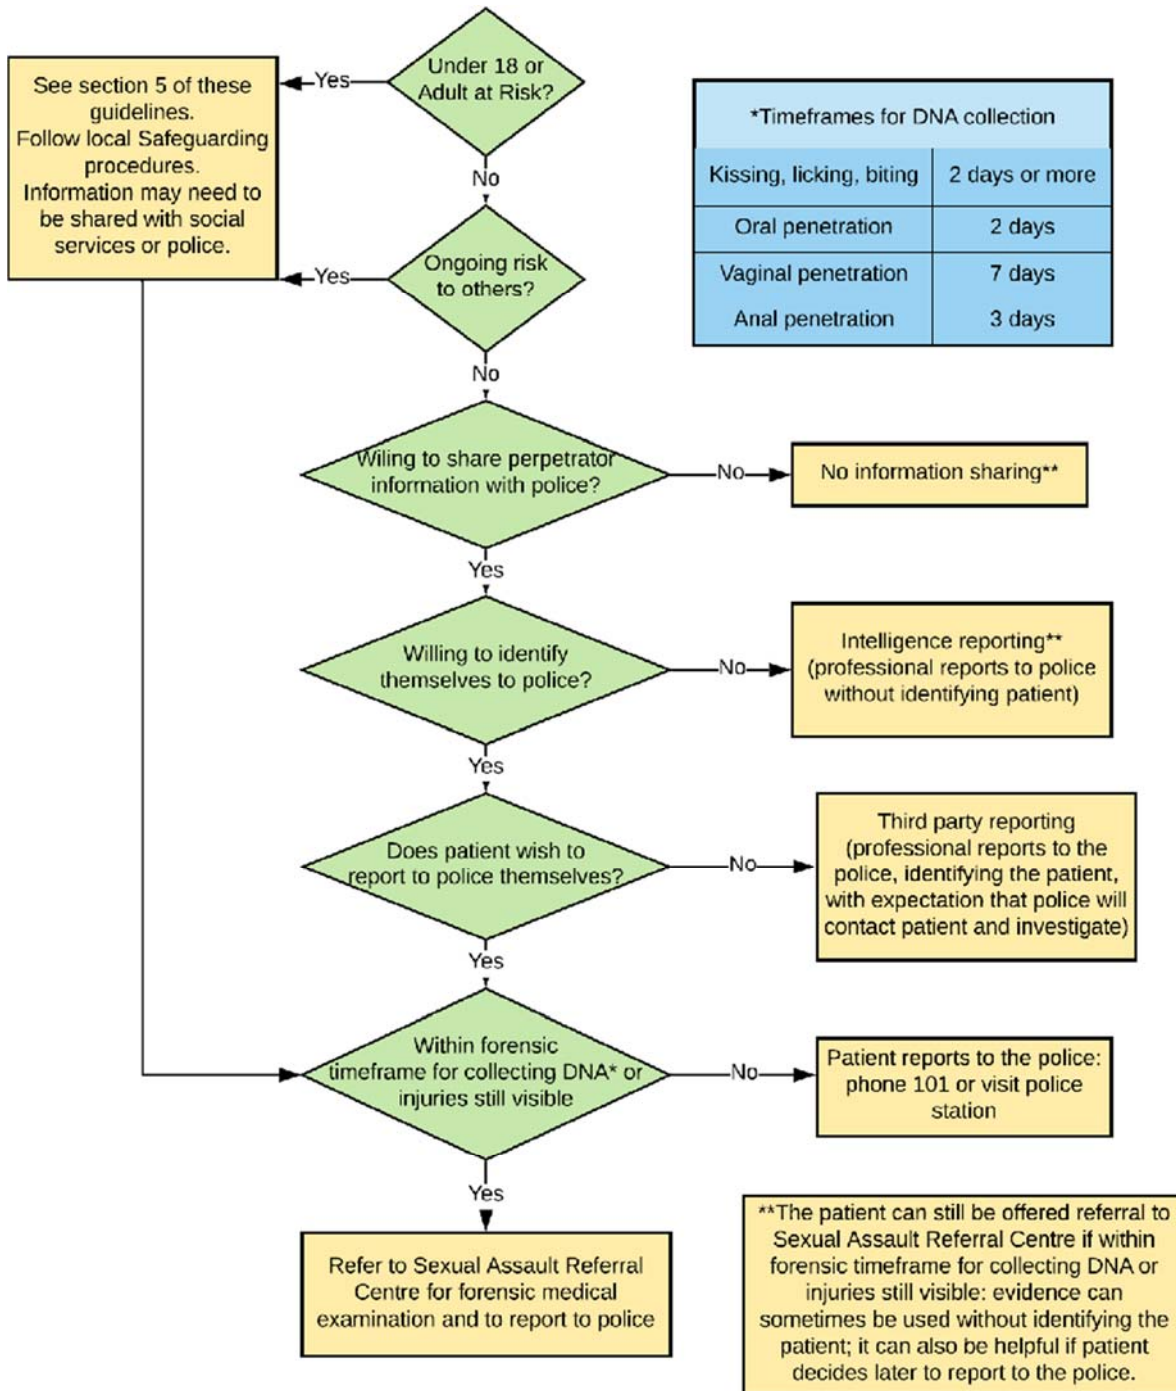 Under 18 or
Adult at Risk?
Yes
See section 5 of these
guidelines.
Follow local Safeguarding
procedures.
Information may need to
be shared with social
services or police.
*Timeframes for DNA collection
Kissing, licking, biting
2 days or more
Oral penetration
2 days
Vaginal penetration
7 days
Anal penetration
3 days
No
Ongoing risk
to others?
Yes
No
Wiling to share perpetrator
information with police?
No
No information sharing**
Yes
Willing to identify
themselves to police?
No
Intelligence reporting**
(professional reports to police
without identifying patient)
Yes
Does patient wish to
report to police themselves?
No
Third party reporting
(professional reports to the
police, identifying the patient,
with expectation that police will
contact patient and investigate)
Yes
Within forensic
timeframe for collecting DNA* or
injuries still visible
No
Patient reports to the police:
phone 101 or visit police
station
Yes
Refer to Sexual Assault Referral
Centre for forensic medical
examination and to report to police
**The patient can still be offered referral to
Sexual Assault Referral Centre if within
forensic timeframe for collecting DNA or
injuries still visible: evidence can
sometimes be used without identifying the
patient; it can also be helpful if patient
decides later to report to the police.